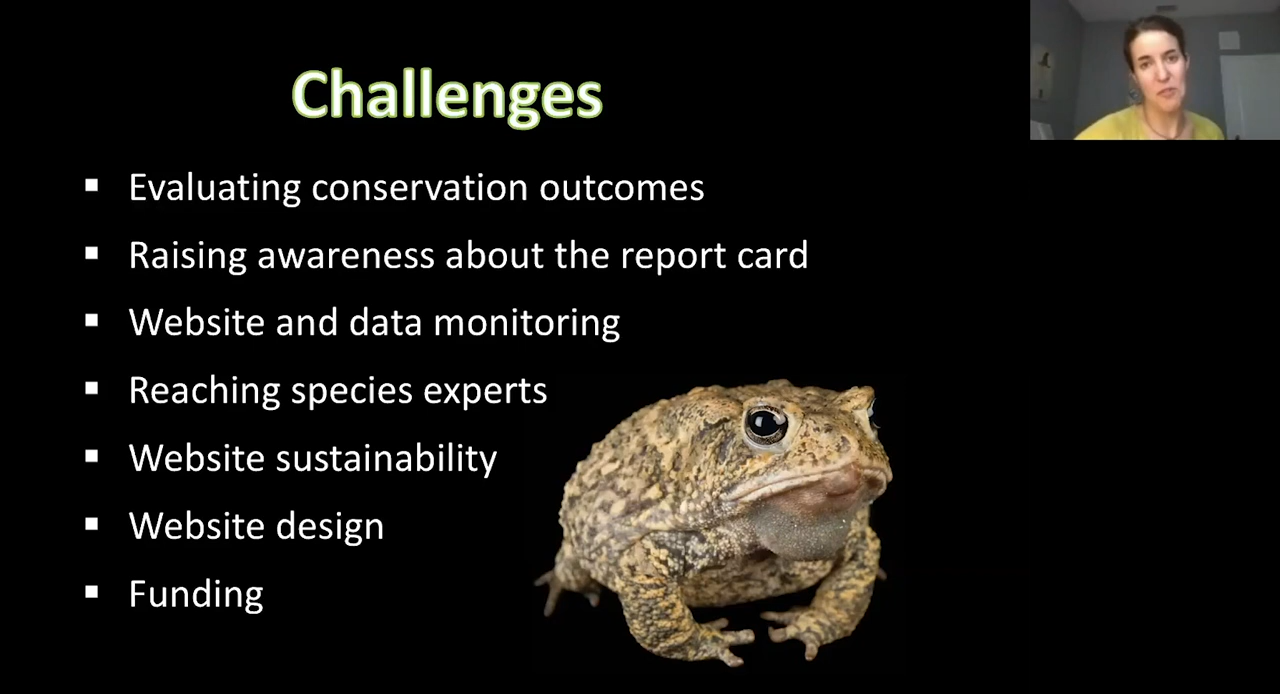 Challenges
Evaluating conservation outcomes
Raising awareness about the report card
Website and data monitoring
Reaching species experts
Website sustainability
Website design
Funding